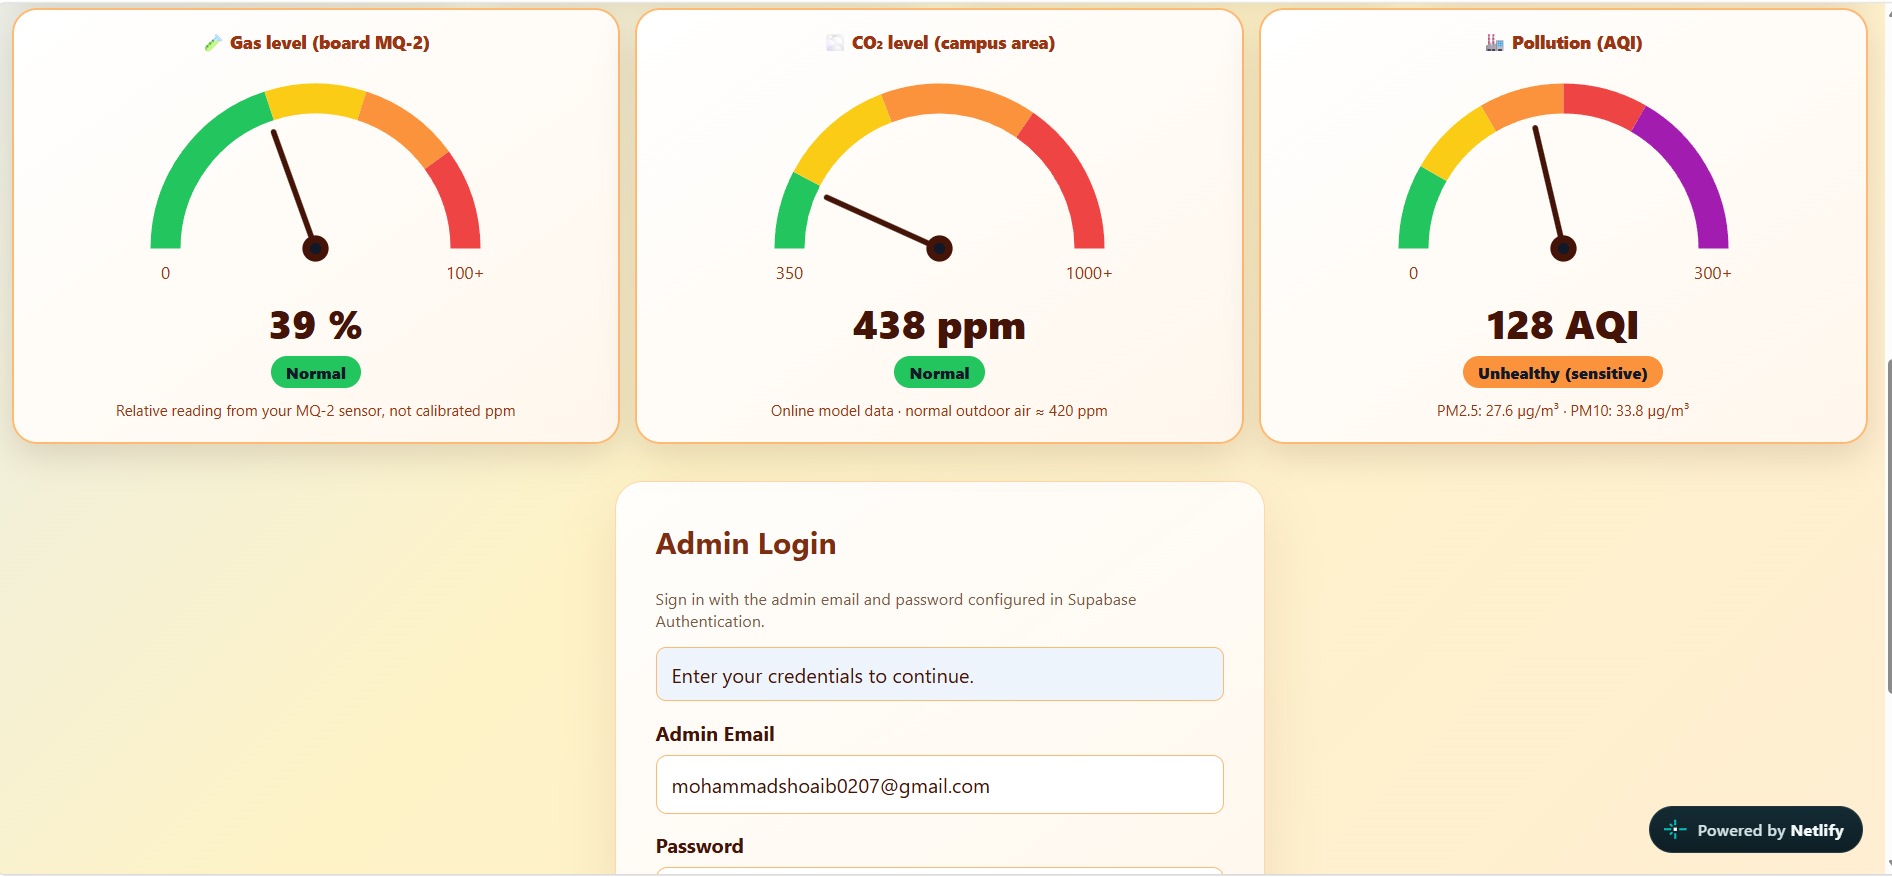 Gas level (board MQ-2)
0
100+
39 %
Normal
Relative reading from your MQ-2 sensor, not calibrated ppm
CO₂ level (campus area)
350
1000+
438 ppm
Normal
Online model data · normal outdoor air ≈ 420 ppm
Pollution (AQI)
0
300+
128 AQI
Unhealthy (sensitive)
PM2.5: 27.6 µg/m³ · PM10: 33.8 µg/m³
Admin Login
Sign in with the admin email and password configured in Supabase
Authentication.
Enter your credentials to continue.
Admin Email
mohammadshoaib0207@gmail.com
Password
Powered by Netlify